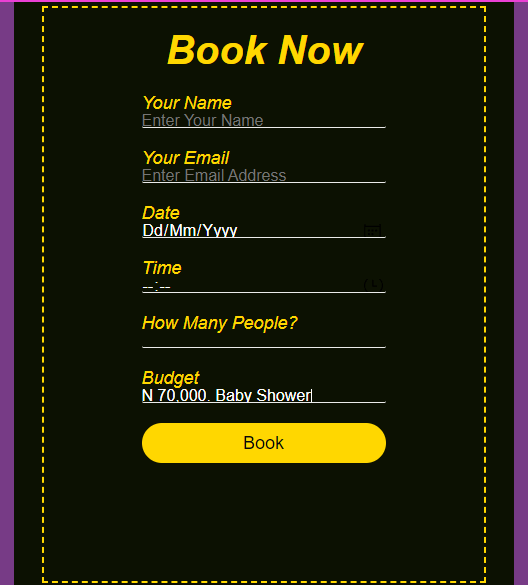 Book Now
Your Name
Enter Your Name
Your Email
Enter Email Address
Date
Dd/Mm/Yyyy
Time
--:--
How Many People?
Budget
N 70,000. Baby Shower
Book